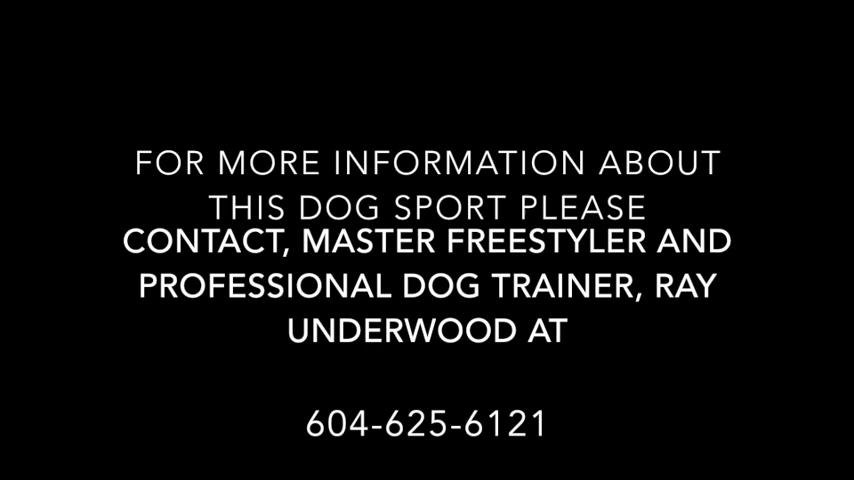 FOR MORE INFORMATION ABOUT
THIS DOG SPORT PLEASE
CONTACT, MASTER FREESTYLER AND
PROFESSIONAL DOG TRAINER, RAY
UNDERWOOD AT
604-625-6121